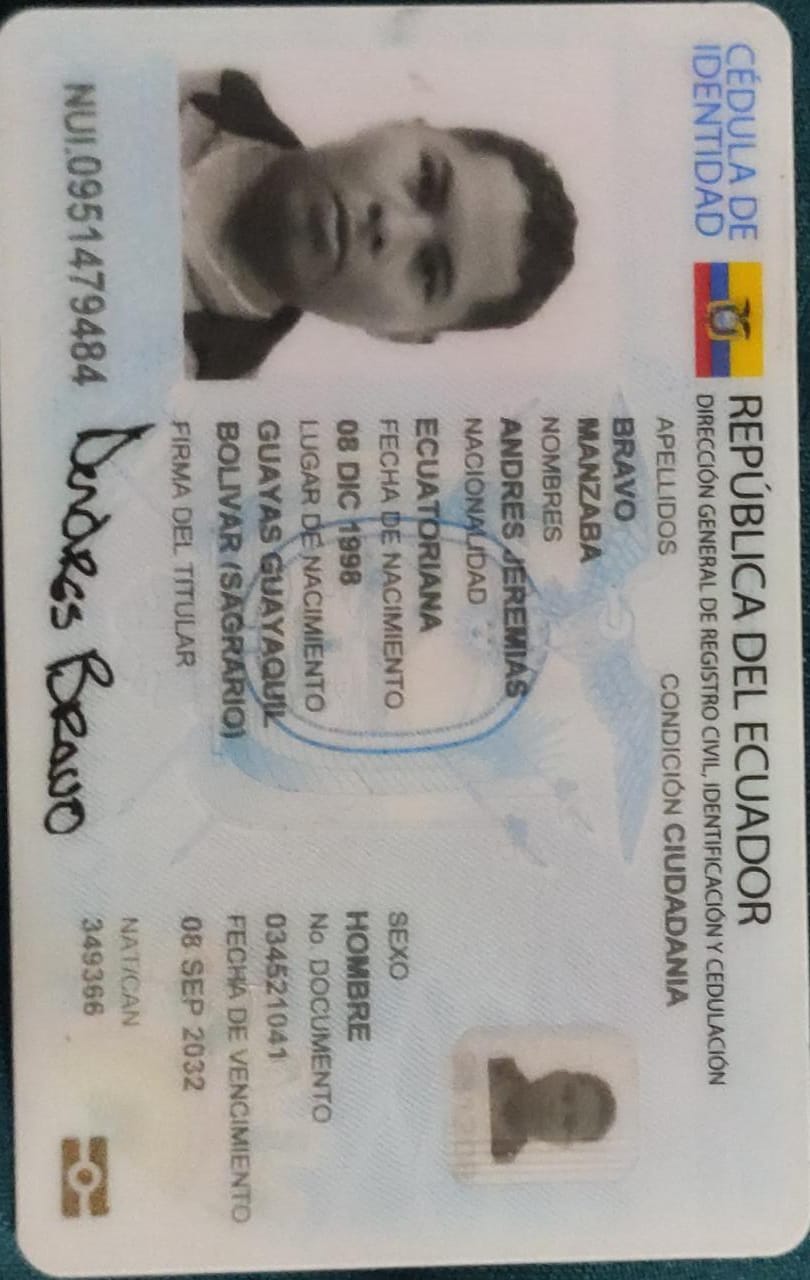 CÉDULA DE
IDENTIDAD
REPÚBLICA DEL ECUADOR
DIRECCIÓN GENERAL DE REGISTRO CIVIL, IDENTIFICACIÓN Y CEDULACIÓN
APELLIDOS
CONDICIÓN CIUDADANIA
BRAVO
MANZABA
NOMBRES
ANDRES JEREMIAS
NACIONALIDAD
ECUATORIANA
FECHA DE NACIMIENTO
08 DIC 1998
LUGAR DE NACIMIENTO
GUAYAS GUAYAQUIL
BOLIVAR (SAGRARIO)
FIRMA DEL TITULAR
SEXO
HOMBRE
No. DOCUMENTO
034521041
FECHA DE VENCIMIENTO
08 SEP 2032
NAT/CAN
349366
NUI.0951479484
Andres Bravo